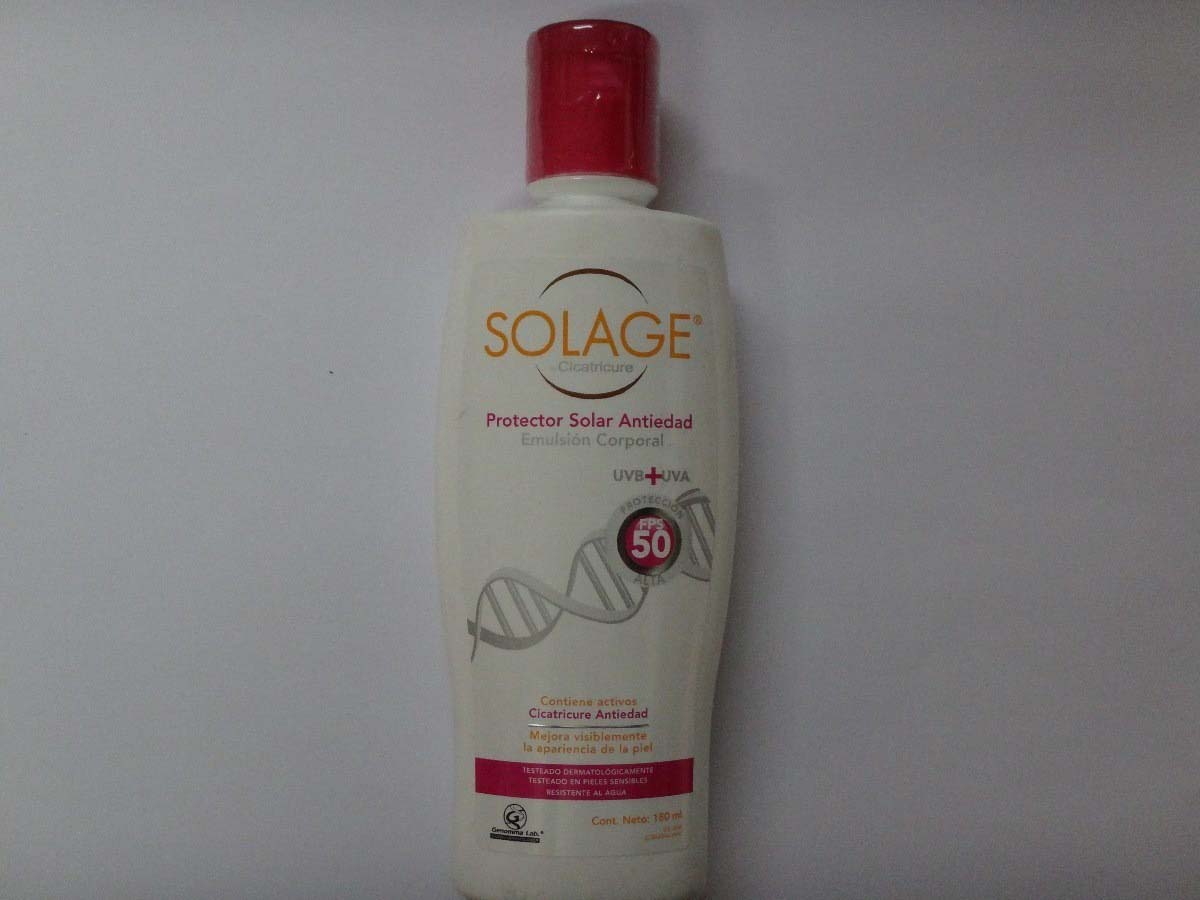 SOLAGE®
Cicatricure
Protector Solar Antiedad
Emulsión Corporal
UVB+UVA
PROTECCIÓN
FPS
50
ALTA
Contiene activos
Cicatricure Antiedad
Mejora visiblemente
la apariencia de la piel
TESTEADO DERMATOLÓGICAMENTE
TESTEADO EN PIELES SENSIBLES
RESISTENTE AL AGUA
Genomma Lab.®
Cont. Neto: 180 ml